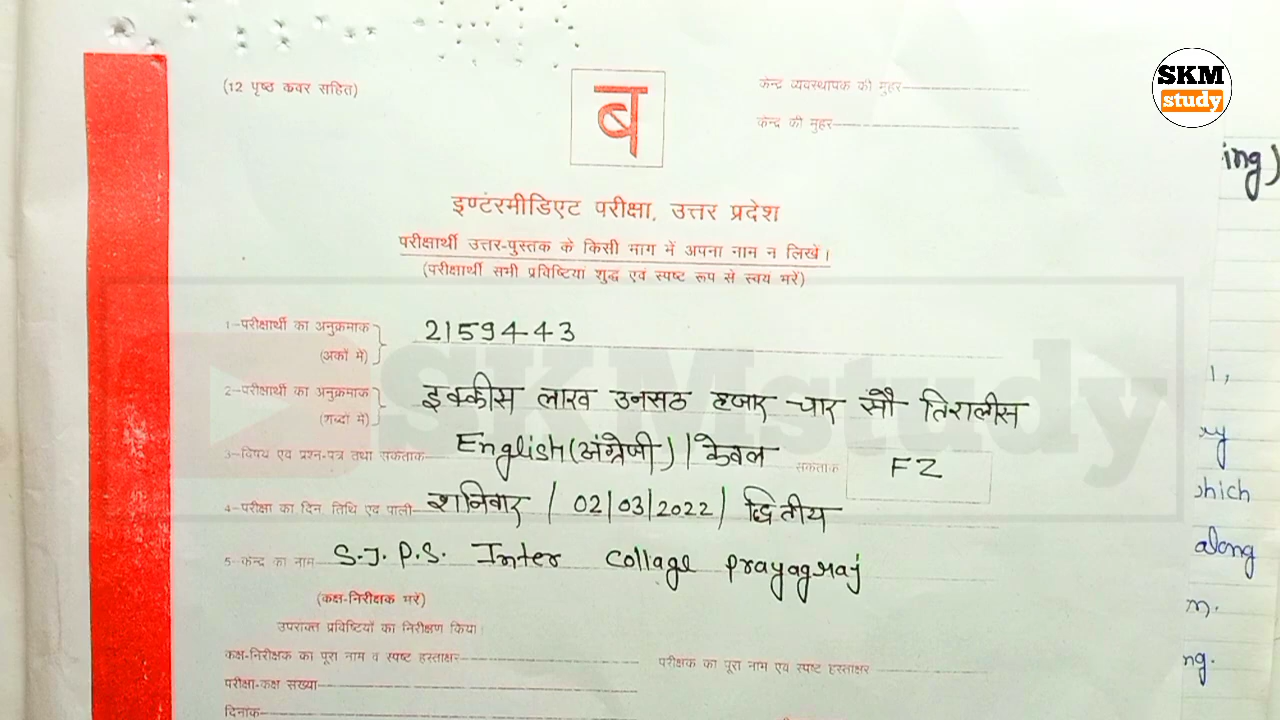 (12 पृष्ठ कवर सहित)
ब
केन्द्र व्यवस्थापक की मुहर
केन्द्र की मुहर
SKM
study
ing)
इण्टरमीडिएट परीक्षा, उत्तर प्रदेश
परीक्षार्थी उत्तर-पुस्तक के किसी भाग में अपना नाम न लिखें।
(परीक्षार्थी सभी प्रविष्टियां शुद्ध एवं स्पष्ट रूप से स्वयं भरें)
1-परीक्षार्थी का अनुक्रमांक
(अंकों में)
2159443
SKMstudy
2-परीक्षार्थी का अनुक्रमांक
(शब्दों में)
इक्कीस लाख उनसठ हजार चार सौ तिरालीस
3-विषय एवं प्रश्न-पत्र तथा संकेतांक English(अंग्रेजी) | केवल संकेतांक FZ
4-परीक्षा का दिन तिथि एवं पाली शनिवार / 02/03/2022/ द्वितीय
5-केन्द्र का नाम S.J.P.S. Inter Collage Prayagraj
(कक्ष-निरीक्षक भरें)
उपरोक्त प्रविष्टियों का निरीक्षण किया।
कक्ष-निरीक्षक का पूरा नाम व स्पष्ट हस्ताक्षर
परीक्षक का पूरा नाम एवं स्पष्ट हस्ताक्षर
परीक्षा-कक्ष संख्या
दिनांक
along
ng.